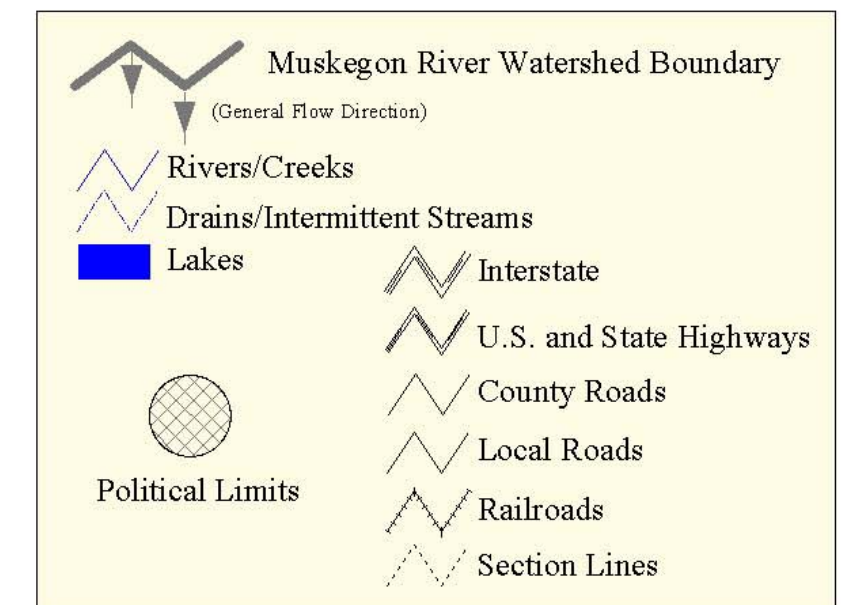 Muskegon River Watershed Boundary
(General Flow Direction)
Rivers/Creeks
Drains/Intermittent Streams
Lakes
Interstate
U.S. and State Highways
County Roads
Local Roads
Railroads
Section Lines
Political Limits